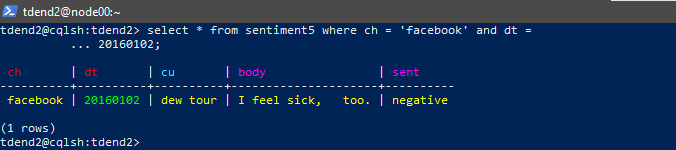 tdend2@node00:~
tdend2@cqlsh:tdend2> select * from sentiment5 where ch = 'facebook' and dt =
          ... 20160102;
 ch       | dt       | cu       | body                | sent
----------+----------+----------+---------------------+----------
 facebook | 20160102 | dew tour | I feel sick,   too. | negative
(1 rows)
tdend2@cqlsh:tdend2>